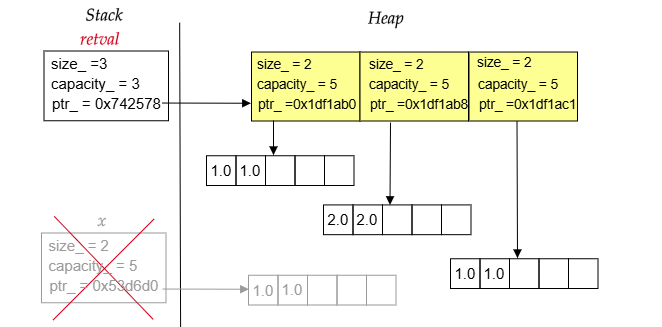 Stack
Heap
retval
size_ =3
capacity_ = 3
ptr_ = 0x742578
size_ = 2
capacity_ = 5
ptr_ =0x1df1ab0
size_ = 2
capacity_ = 5
ptr_ =0x1df1ab8
size_ = 2
capacity_ = 5
ptr_ =0x1df1ac1
1.0 1.0
2.0 2.0
1.0 1.0
x
size_ = 2
capacity_ = 5
ptr_ = 0x53d6d0
1.0 1.0